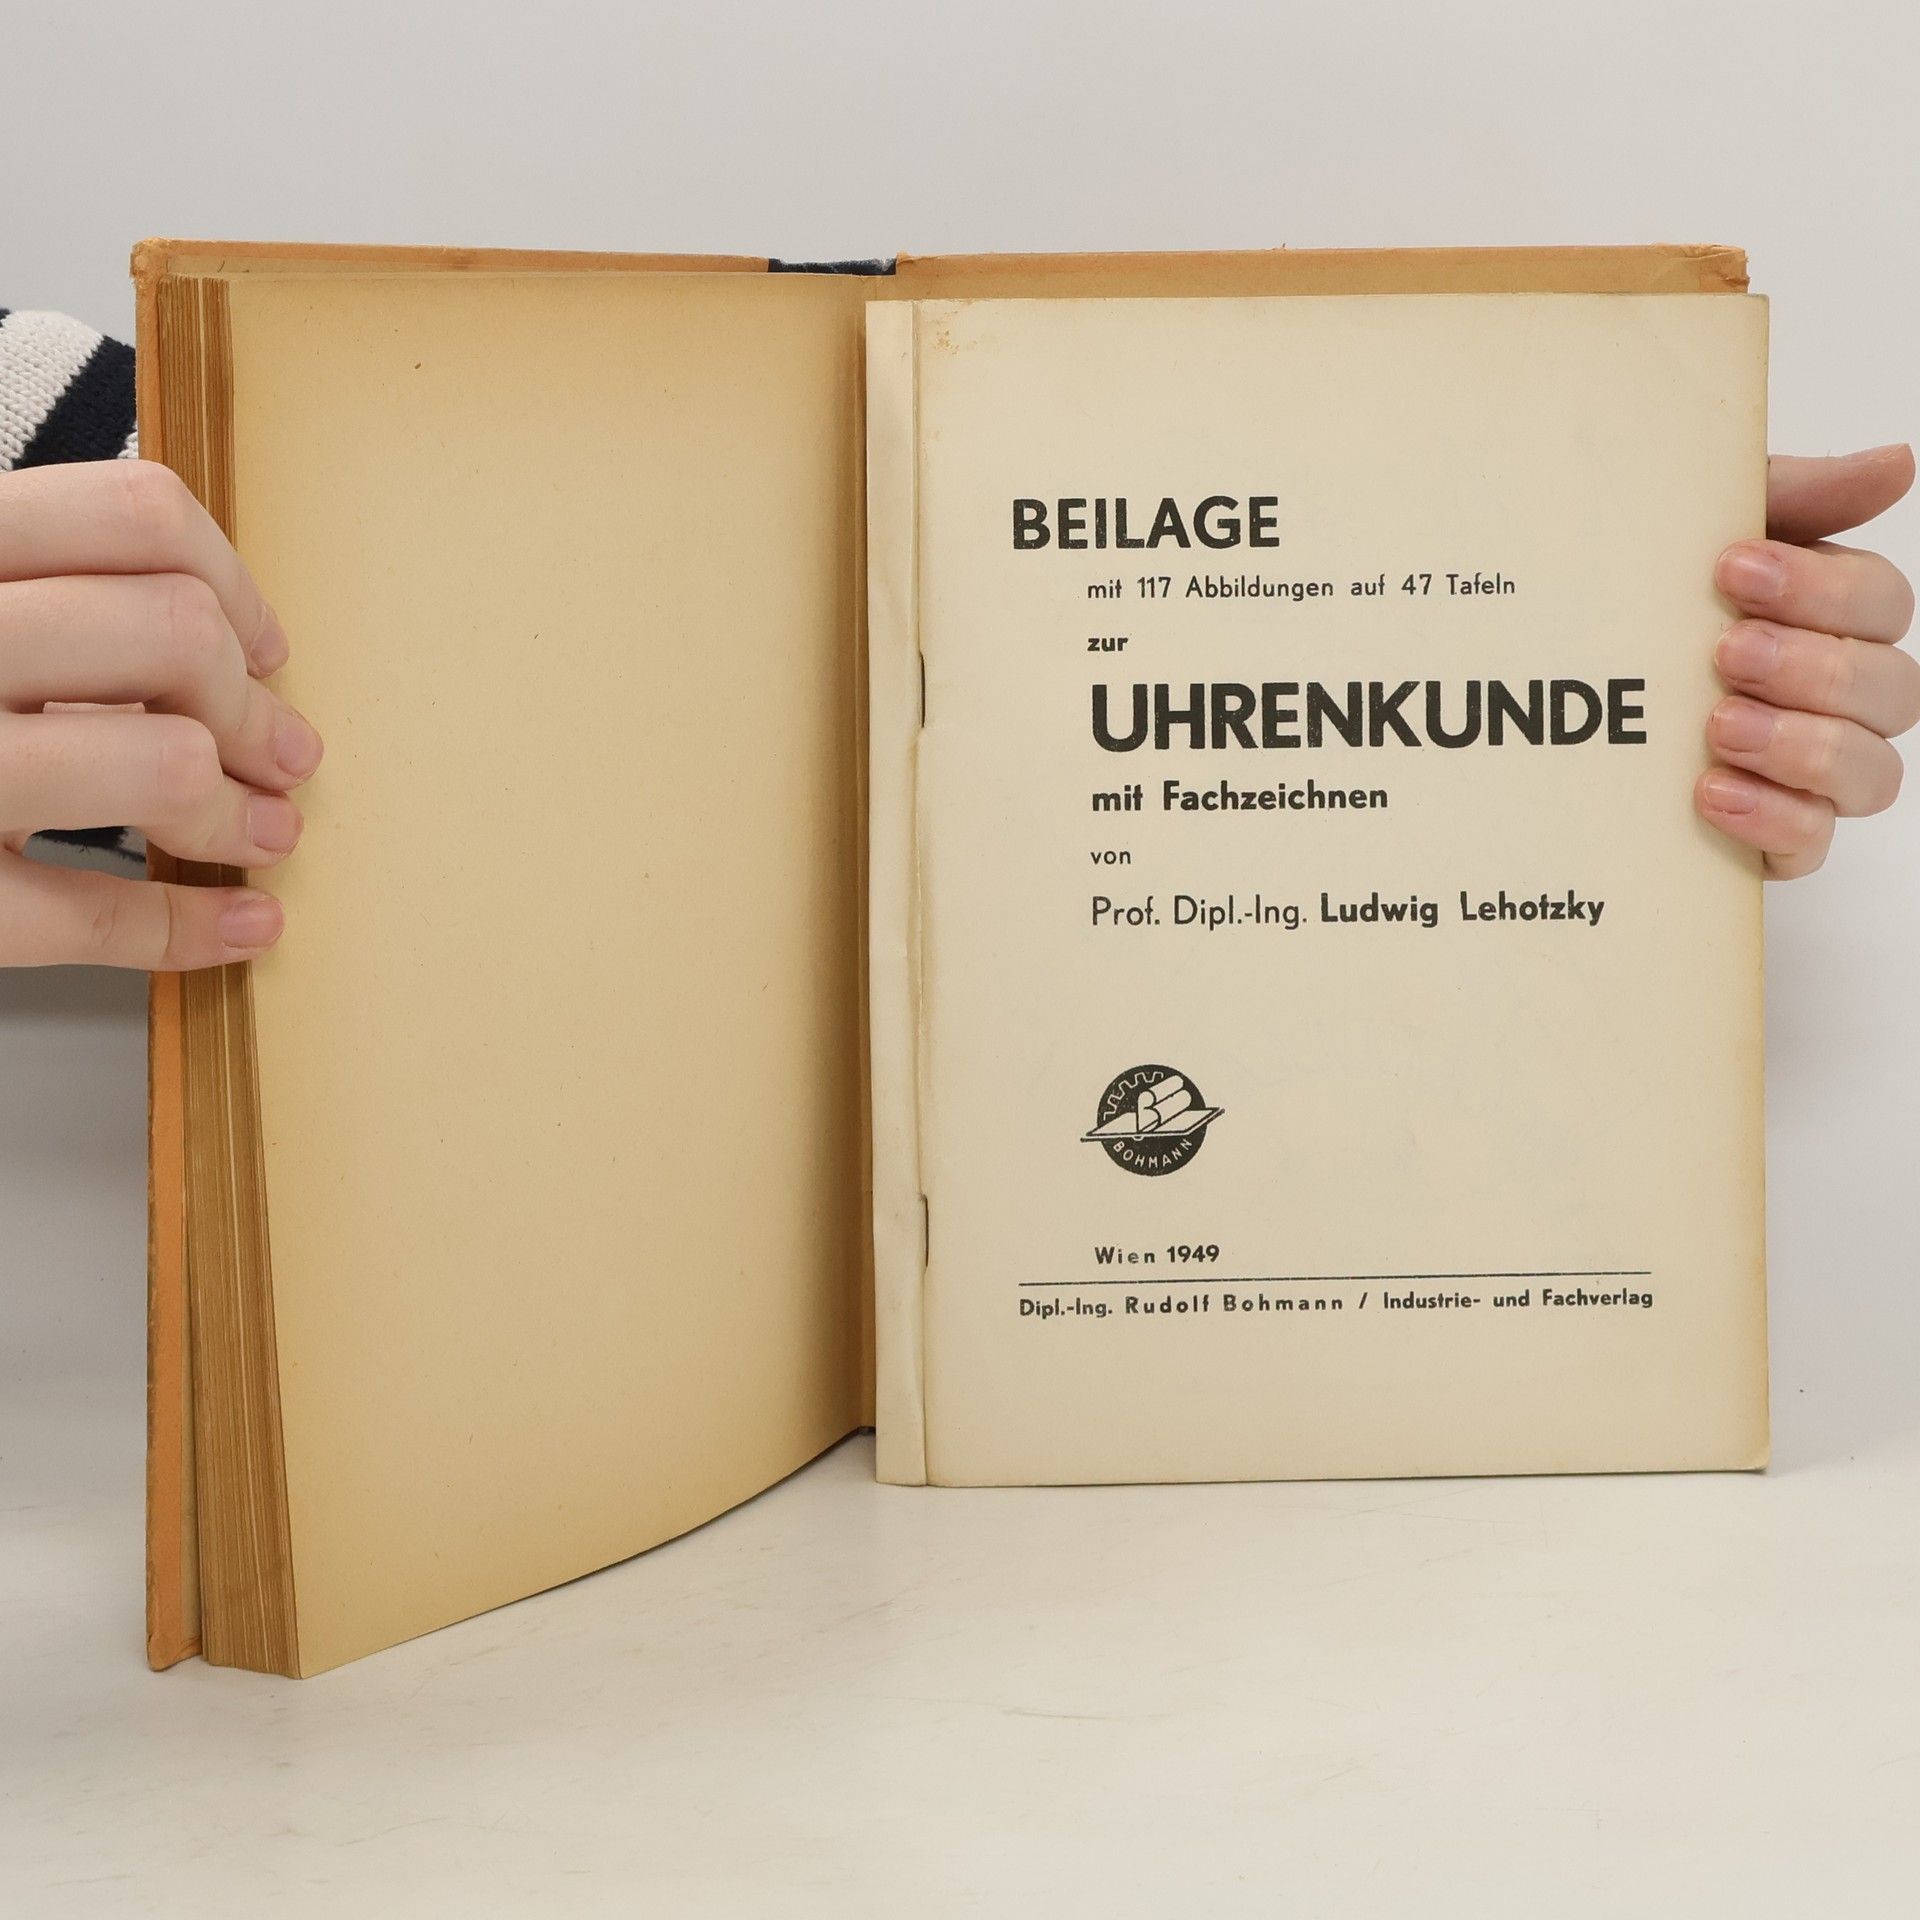 BEILAGE
mit 117 Abbildungen auf 47 Tafeln
zur
UHRENKUNDE
mit Fachzeichnen
von
Prof. Dipl.-Ing. Ludwig Lehotzky
BOHMANN
Wien 1949
Dipl.-Ing. Rudolf Bohmann / Industrie- und Fachverlag